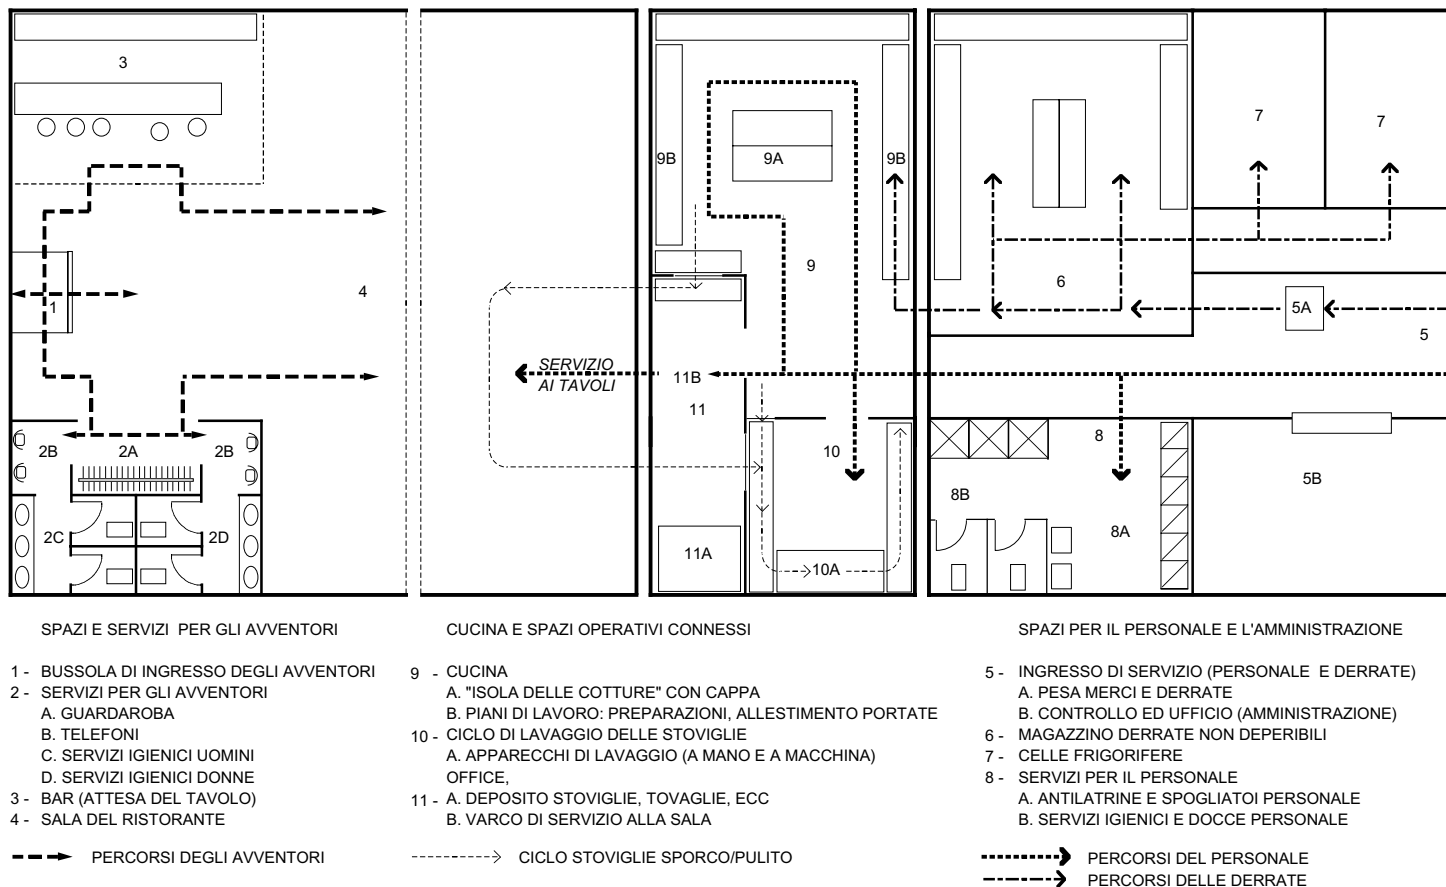 3
7
7
9B
9A
9B
1
4
9
6
5A
5
SERVIZIO
AI TAVOLI
11B
11
2B
2A
2B
10
8
8B
5B
2C
2D
11A
10A
8A
SPAZI E SERVIZI PER GLI AVVENTORI
1 - BUSSOLA DI INGRESSO DEGLI AVVENTORI
2 - SERVIZI PER GLI AVVENTORI
A. GUARDAROBA
B. TELEFONI
C. SERVIZI IGIENICI UOMINI
D. SERVIZI IGIENICI DONNE
3 - BAR (ATTESA DEL TAVOLO)
4 - SALA DEL RISTORANTE
PERCORSI DEGLI AVVENTORI
CUCINA E SPAZI OPERATIVI CONNESSI
9 - CUCINA
A. "ISOLA DELLE COTTURE" CON CAPPA
B. PIANI DI LAVORO: PREPARAZIONI, ALLESTIMENTO PORTATE
10 - CICLO DI LAVAGGIO DELLE STOVIGLIE
A. APPARECCHI DI LAVAGGIO (A MANO E A MACCHINA)
OFFICE,
11 - A. DEPOSITO STOVIGLIE, TOVAGLIE, ECC
B. VARCO DI SERVIZIO ALLA SALA
CICLO STOVIGLIE SPORCO/PULITO
SPAZI PER IL PERSONALE E L'AMMINISTRAZIONE
5 - INGRESSO DI SERVIZIO (PERSONALE E DERRATE)
A. PESA MERCI E DERRATE
B. CONTROLLO ED UFFICIO (AMMINISTRAZIONE)
6 - MAGAZZINO DERRATE NON DEPERIBILI
7 - CELLE FRIGORIFERE
8 - SERVIZI PER IL PERSONALE
A. ANTILATRINE E SPOGLIATOI PERSONALE
B. SERVIZI IGIENICI E DOCCE PERSONALE
PERCORSI DEL PERSONALE
PERCORSI DELLE DERRATE